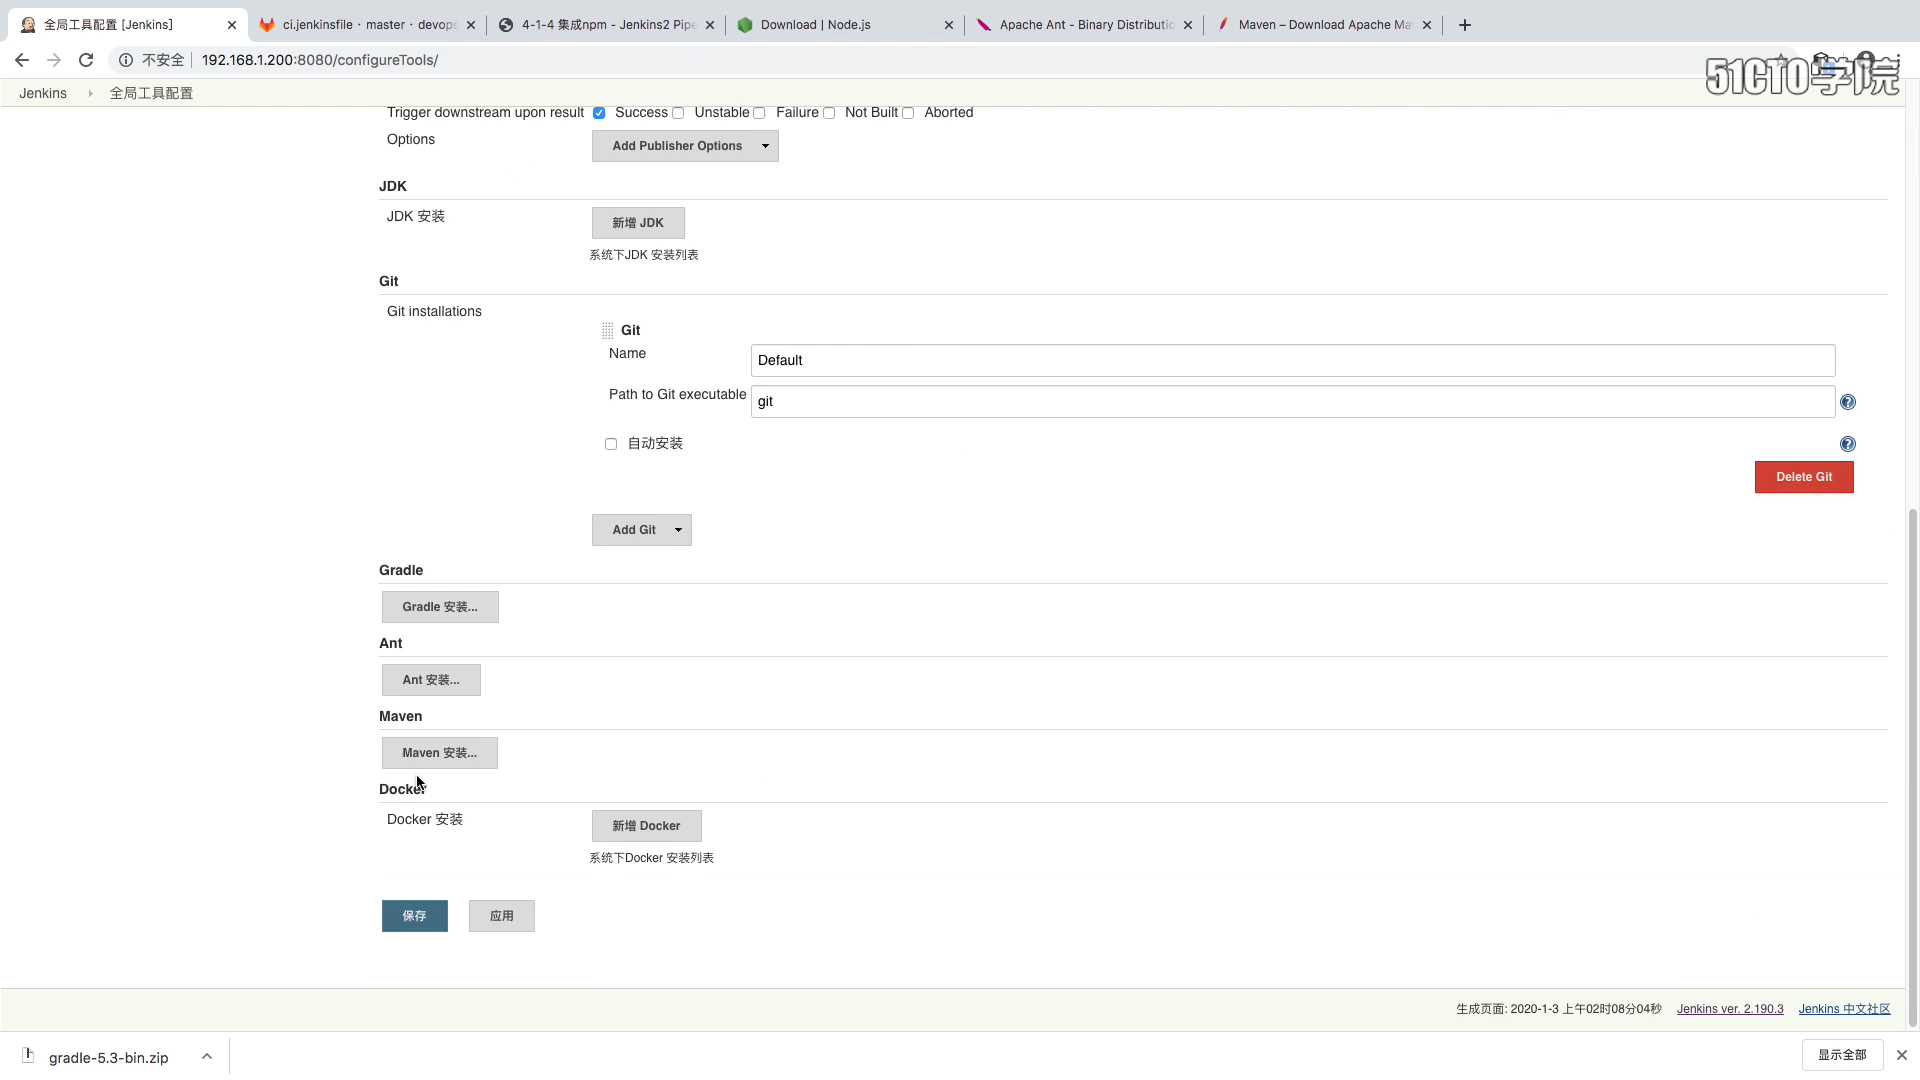 全局工具配置 [Jenkins]
ci.jenkinsfile · master · devops
4-1-4 集成npm - Jenkins2 Pipe
Download | Node.js
Apache Ant - Binary Distributio
Maven – Download Apache Ma
不安全
192.168.1.200:8080/configureTools/
51CTO学院
Jenkins
全局工具配置
Trigger downstream upon result
Success
Unstable
Failure
Not Built
Aborted
Options
Add Publisher Options
JDK
JDK 安装
新增 JDK
系统下JDK 安装列表
Git
Git installations
Git
Name
Default
Path to Git executable
git
自动安装
Delete Git
Add Git
Gradle
Gradle 安装...
Ant
Ant 安装...
Maven
Maven 安装...
Docker
Docker 安装
新增 Docker
系统下Docker 安装列表
保存
应用
生成页面: 2020-1-3 上午02时08分04秒
Jenkins ver. 2.190.3
Jenkins 中文社区
gradle-5.3-bin.zip
显示全部